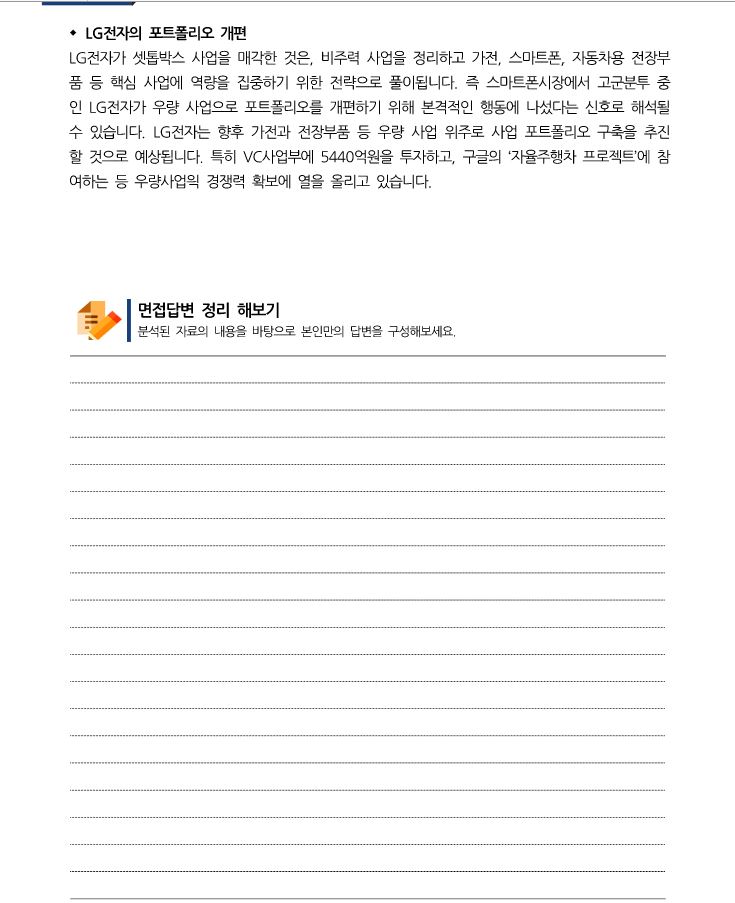 ◆ LG전자의 포트폴리오 개편
LG전자가 셋톱박스 사업을 매각한 것은, 비주력 사업을 정리하고 가전, 스마트폰, 자동차용 전장부
품 등 핵심 사업에 역량을 집중하기 위한 전략으로 풀이됩니다. 즉 스마트폰시장에서 고군분투 중
인 LG전자가 우량 사업으로 포트폴리오를 개편하기 위해 본격적인 행동에 나섰다는 신호로 해석될
수 있습니다. LG전자는 향후 가전과 전장부품 등 우량 사업 위주로 사업 포트폴리오 구축을 추진
할 것으로 예상됩니다. 특히 VC사업부에 5440억원을 투자하고, 구글의 ‘자율주행차 프로젝트’에 참
여하는 등 우량사업읙 경쟁력 확보에 열을 올리고 있습니다.
면접답변 정리 해보기
분석된 자료의 내용을 바탕으로 본인만의 답변을 구성해보세요.